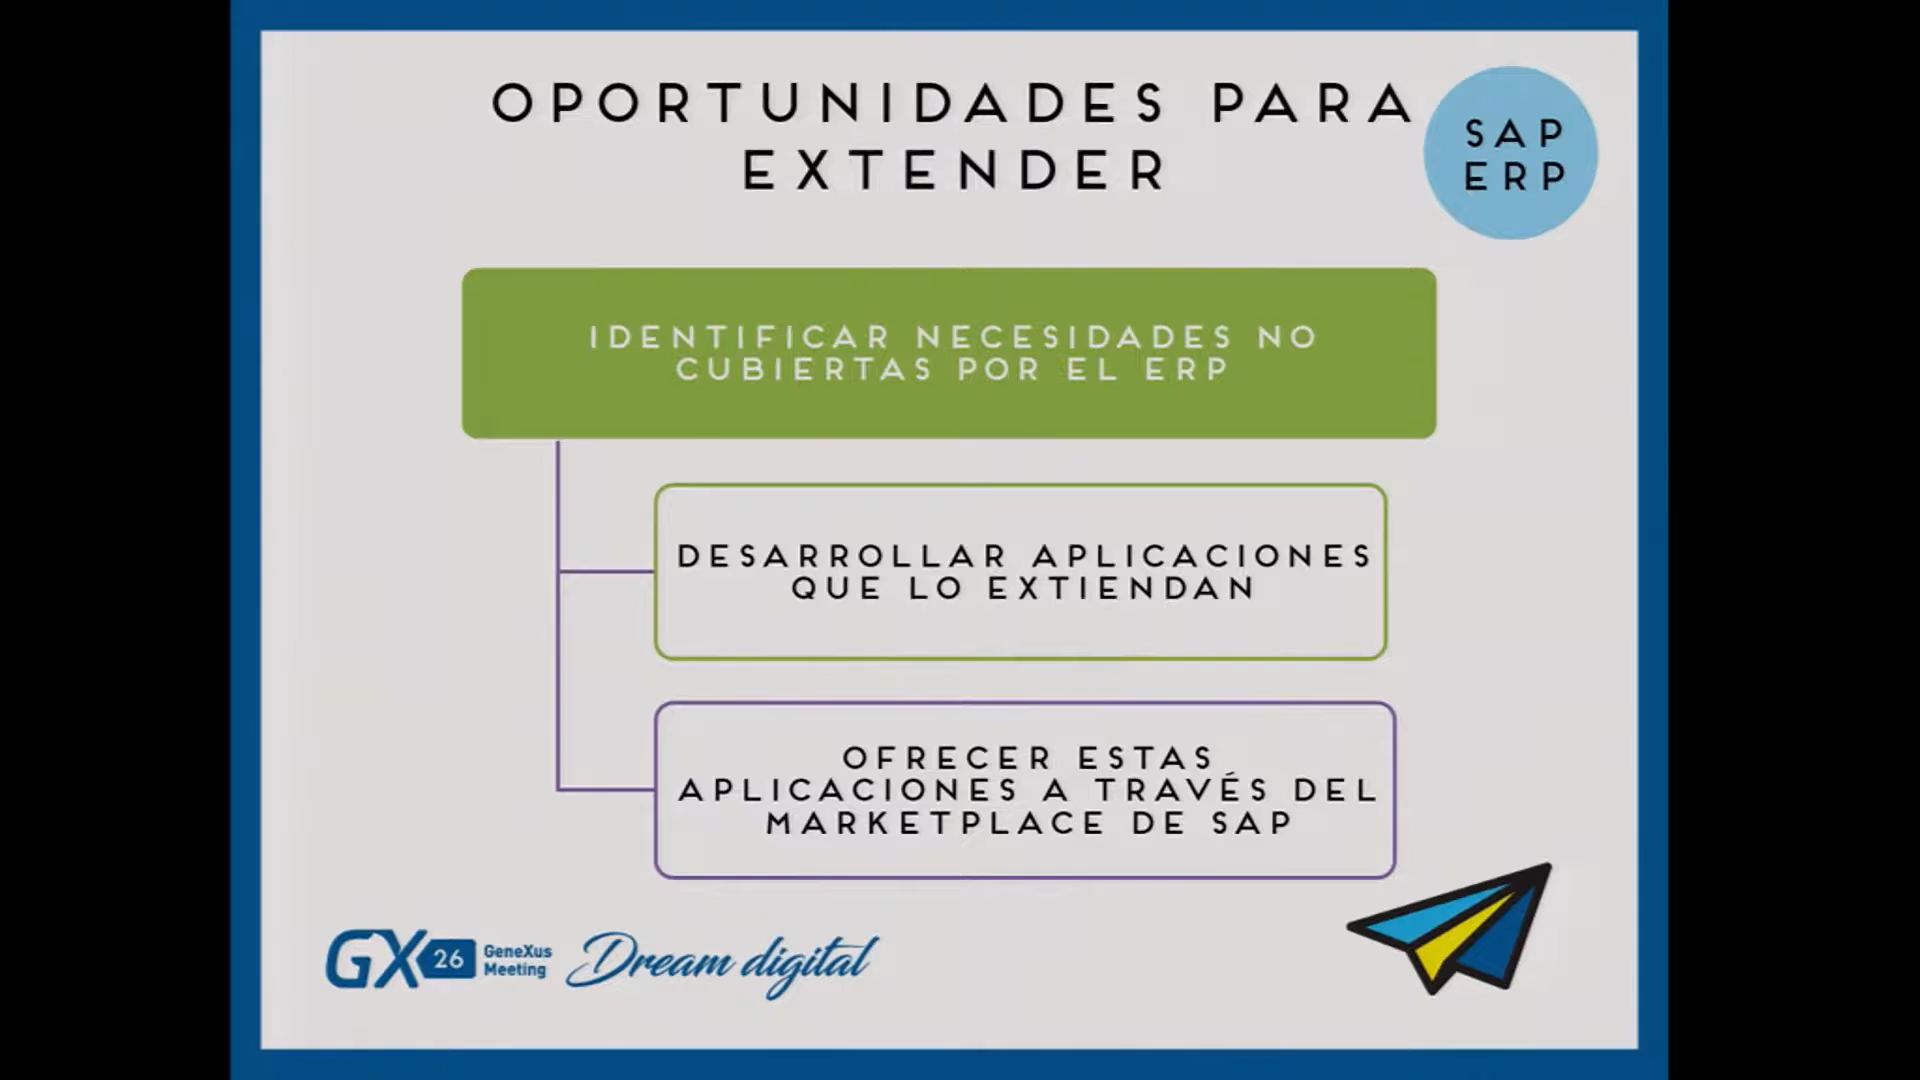 OPORTUNIDADES PARA
EXTENDER
SAP
ERP
IDENTIFICAR NECESIDADES NO
CUBIERTAS POR EL ERP
DESARROLLAR APLICACIONES
QUE LO EXTIENDAN
OFRECER ESTAS
APLICACIONES A TRAVÉS DEL
MARKETPLACE DE SAP
GX 26 GeneXus
Meeting
Dream digital